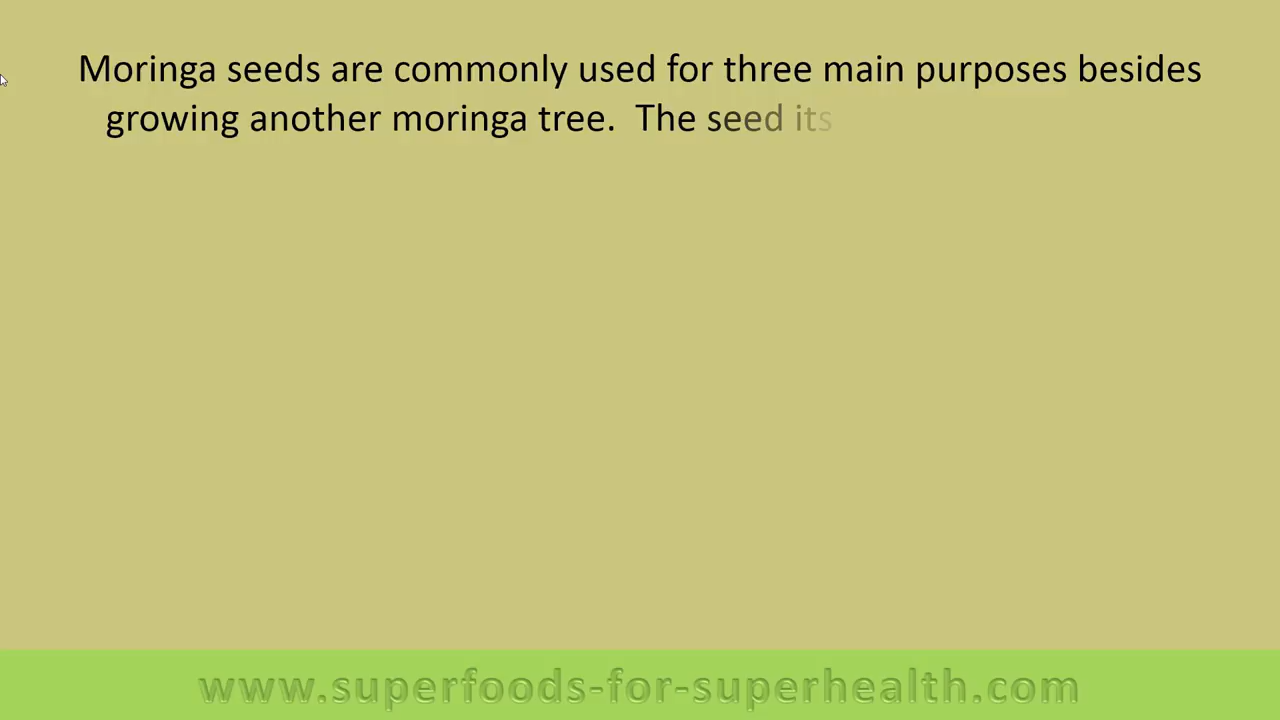 Moringa seeds are commonly used for three main purposes besides
growing another moringa tree.  The seed its
www.superfoods-for-superhealth.com